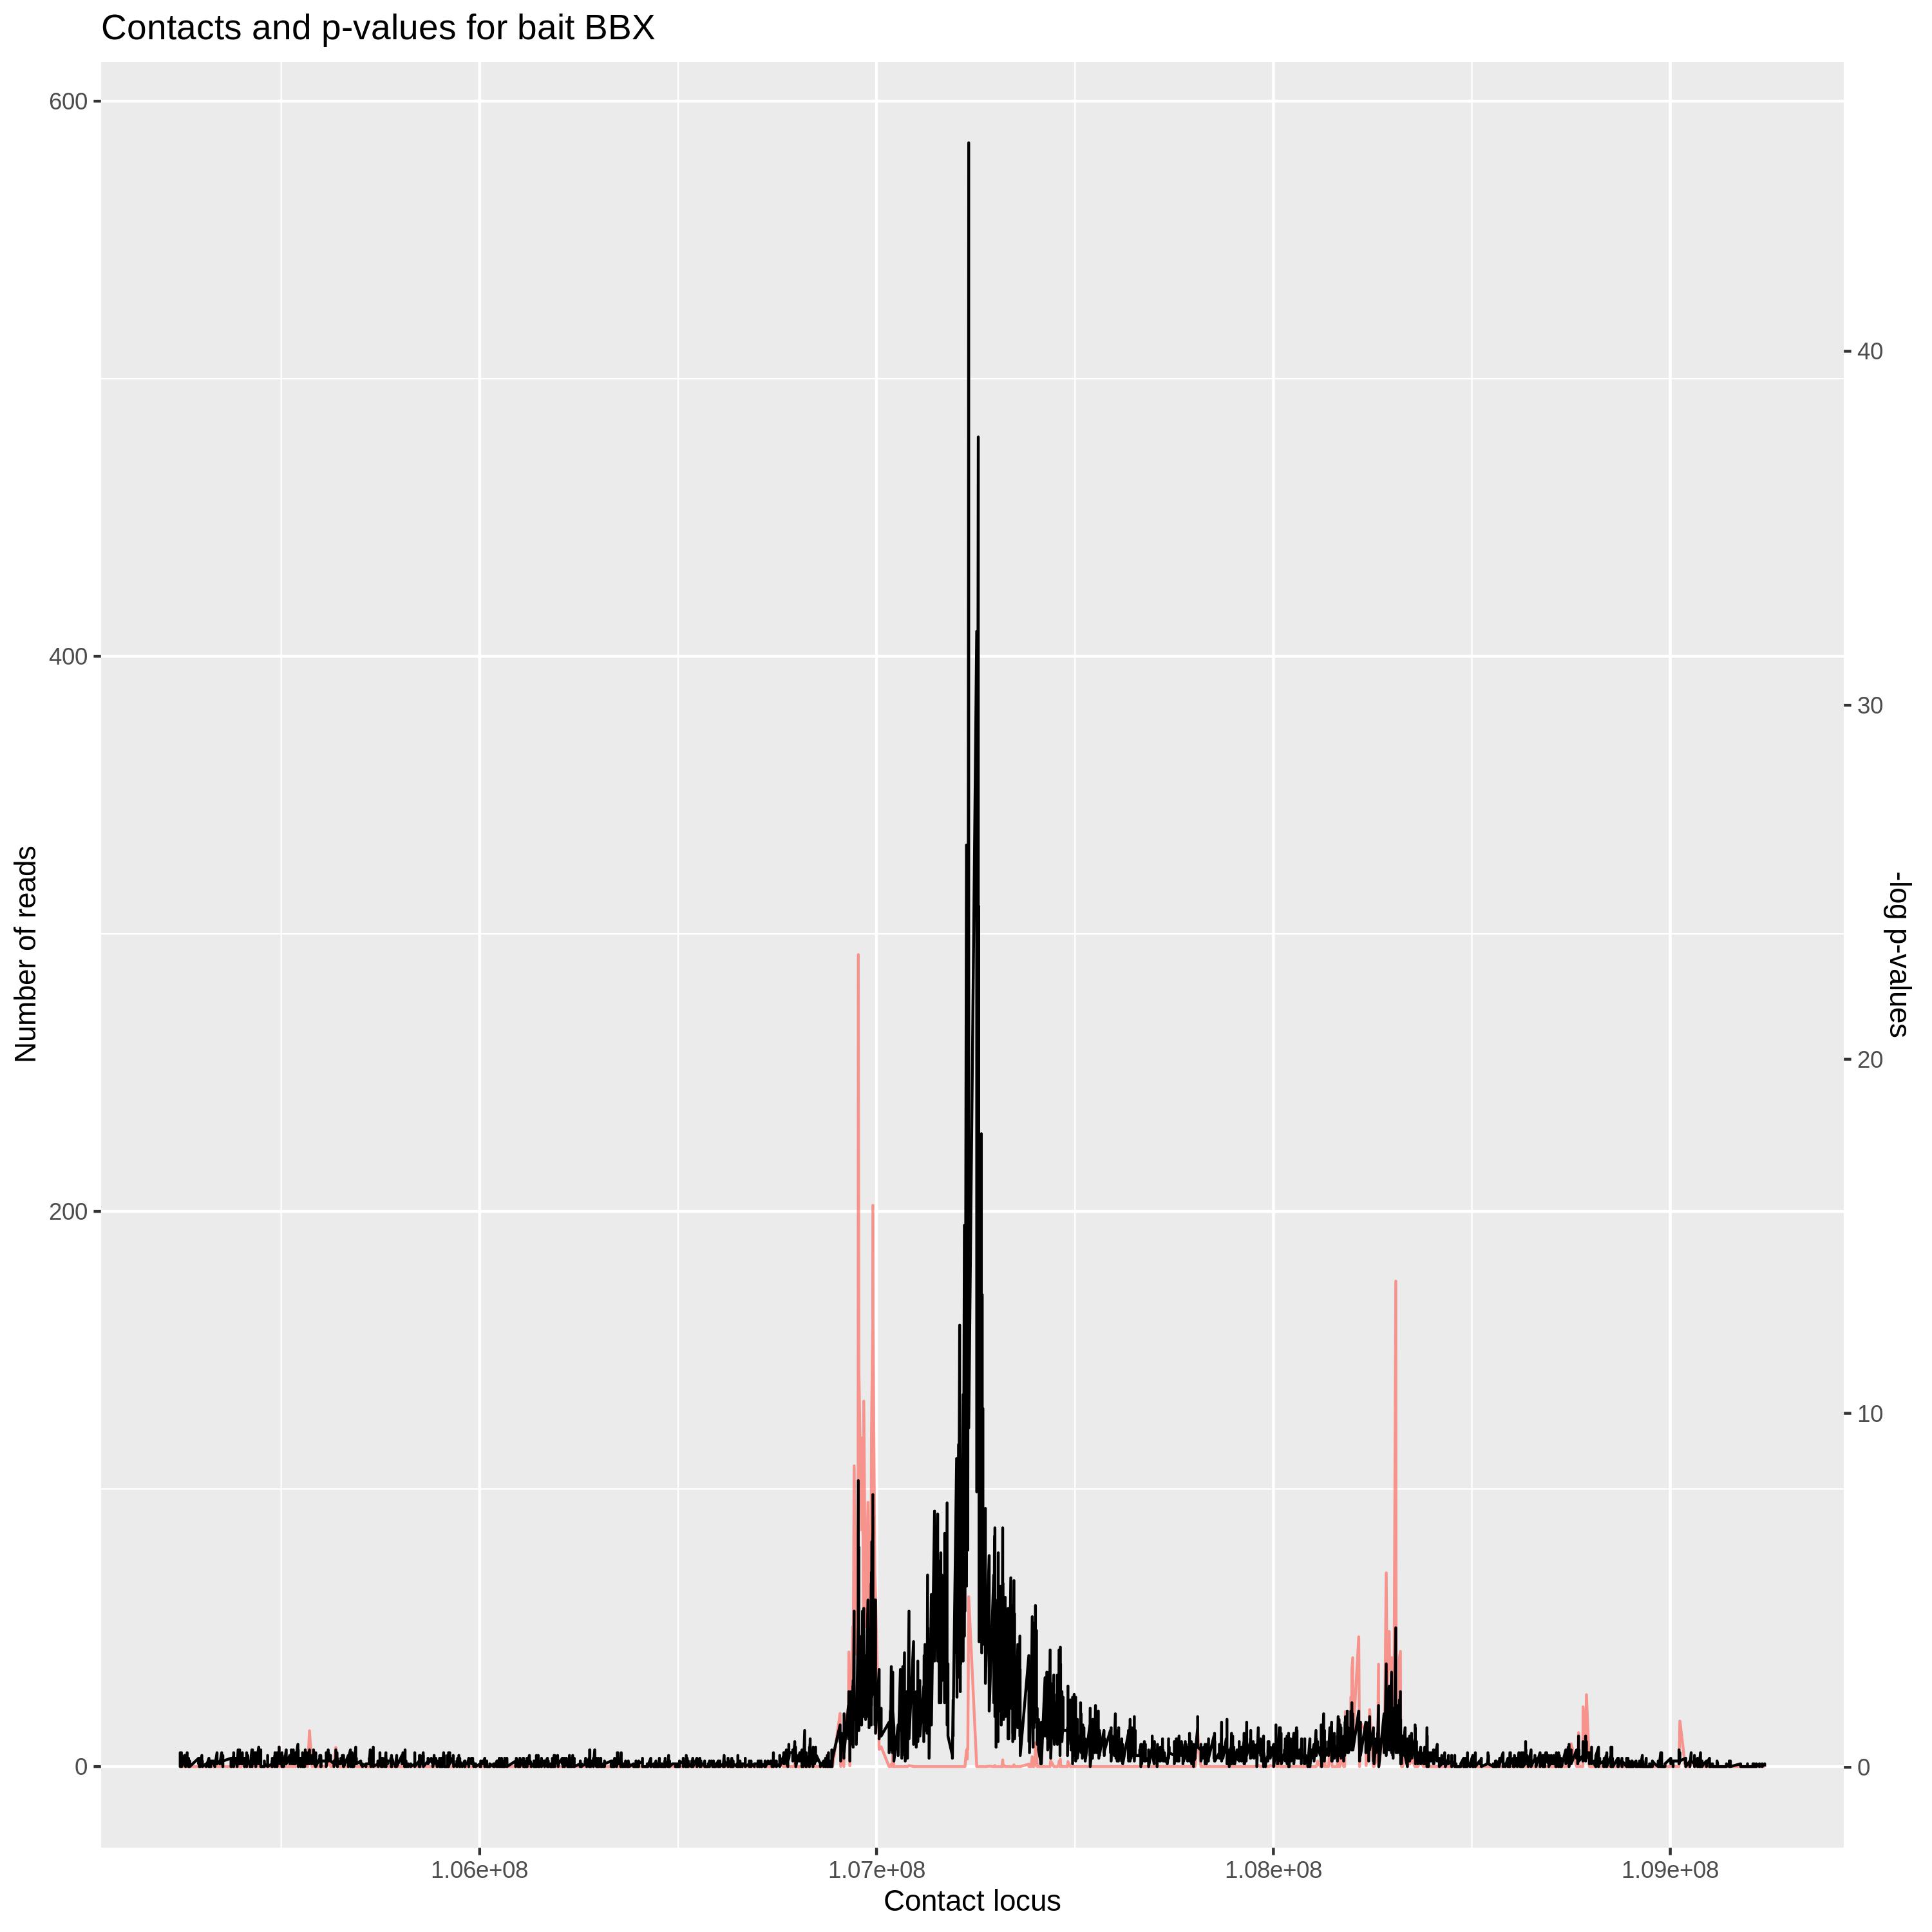 Contacts and p-values for bait BBX
600
400
200
0
Number of reads
40
30
20
10
0
-log p-values
1.06e+08
1.07e+08
1.08e+08
1.09e+08
Contact locus